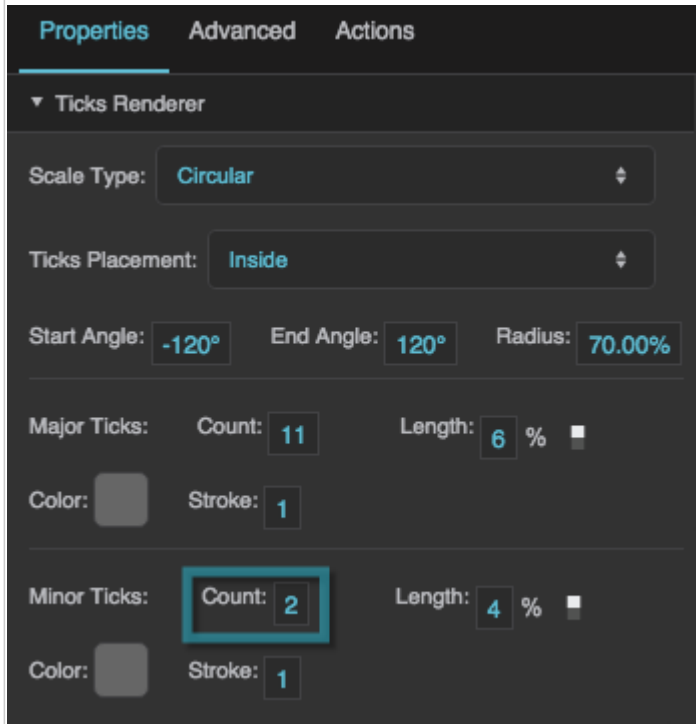 Properties Advanced Actions
Ticks Renderer
Scale Type: Circular
Ticks Placement: Inside
Start Angle: -120° End Angle: 120° Radius: 70.00%
Major Ticks: Count: 11 Length: 6 %
Color: Stroke: 1
Minor Ticks: Count: 2 Length: 4 %
Color: Stroke: 1